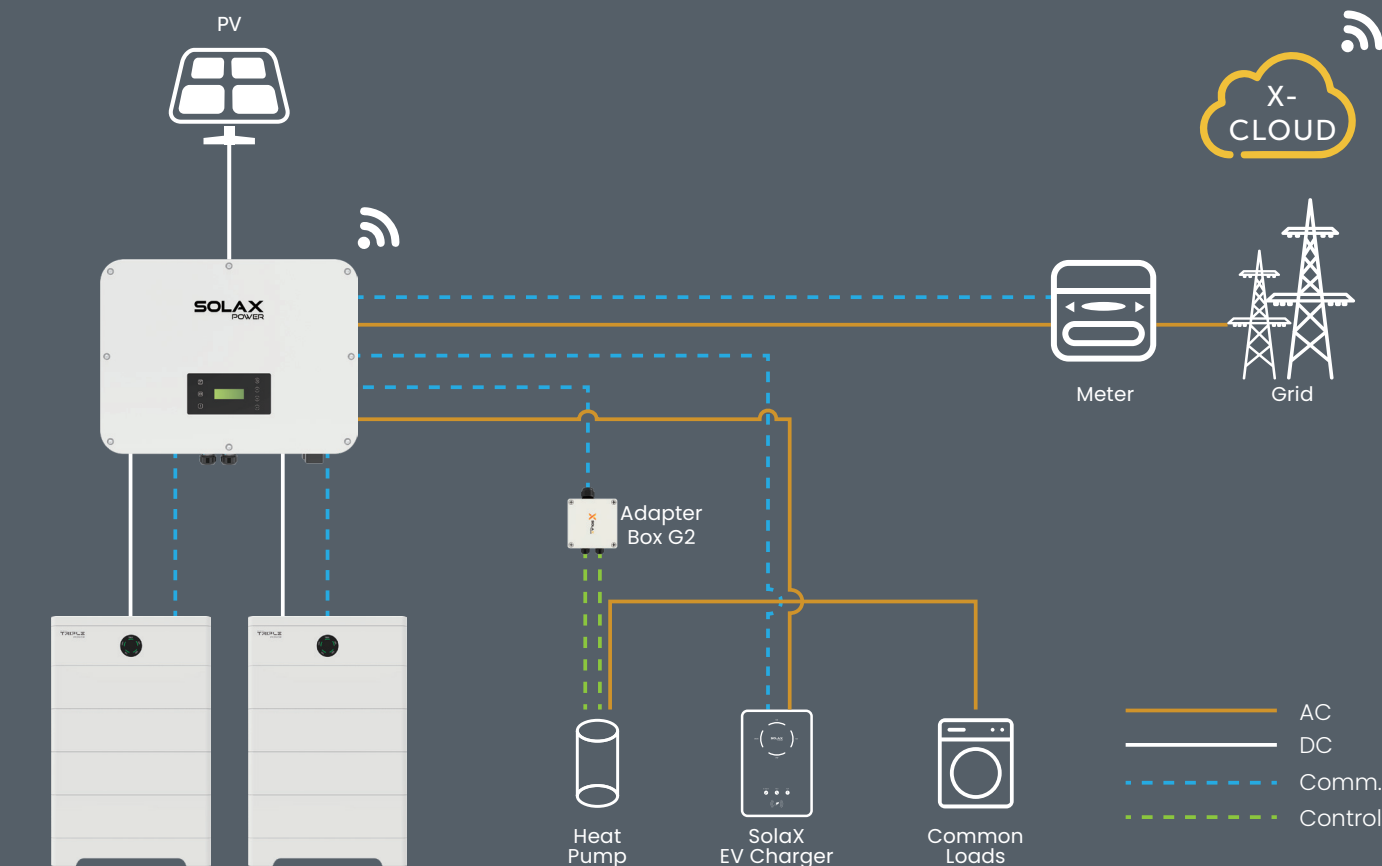 PV
X-
CLOUD
SOLAX
POWER
Meter
Grid
Adapter
Box G2
TRIPLE
TRIPLE
AC
DC
Comm.
Control
Heat
Pump
SolaX
EV Charger
Common
Loads